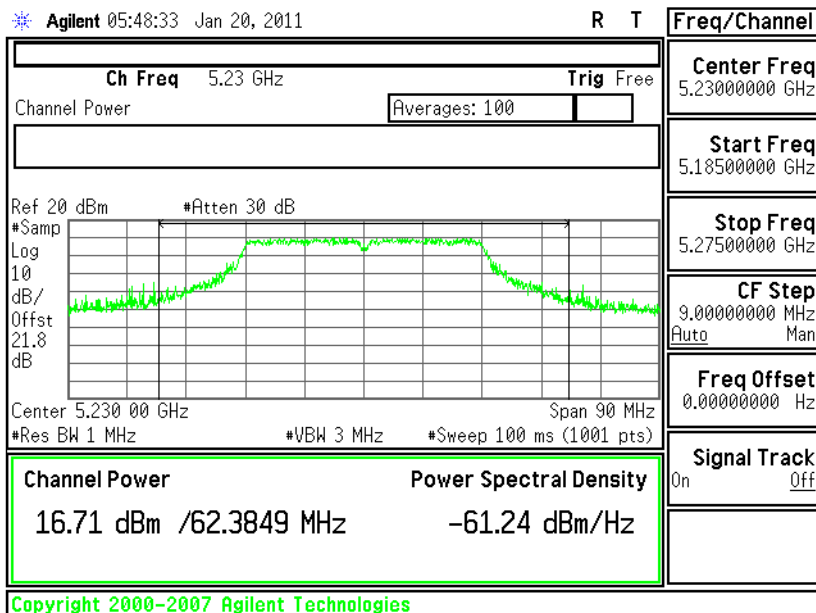 Agilent 05:48:33 Jan 20, 2011 R T
Freq/Channel
Ch Freq 5.23 GHz Trig Free
Channel Power Averages: 100
Center Freq
5.23000000 GHz
Start Freq
5.18500000 GHz
Stop Freq
5.27500000 GHz
CF Step
9.00000000 MHz
Auto Man
Freq Offset
0.00000000 Hz
Signal Track
On Off
Ref 20 dBm #Atten 30 dB
#Samp
Log
10
dB/
Offst
21.8
dB
Center 5.230 00 GHz Span 90 MHz
#Res BW 1 MHz #VBW 3 MHz #Sweep 100 ms (1001 pts)
Channel Power Power Spectral Density
16.71 dBm /62.3849 MHz -61.24 dBm/Hz
Copyright 2000-2007 Agilent Technologies